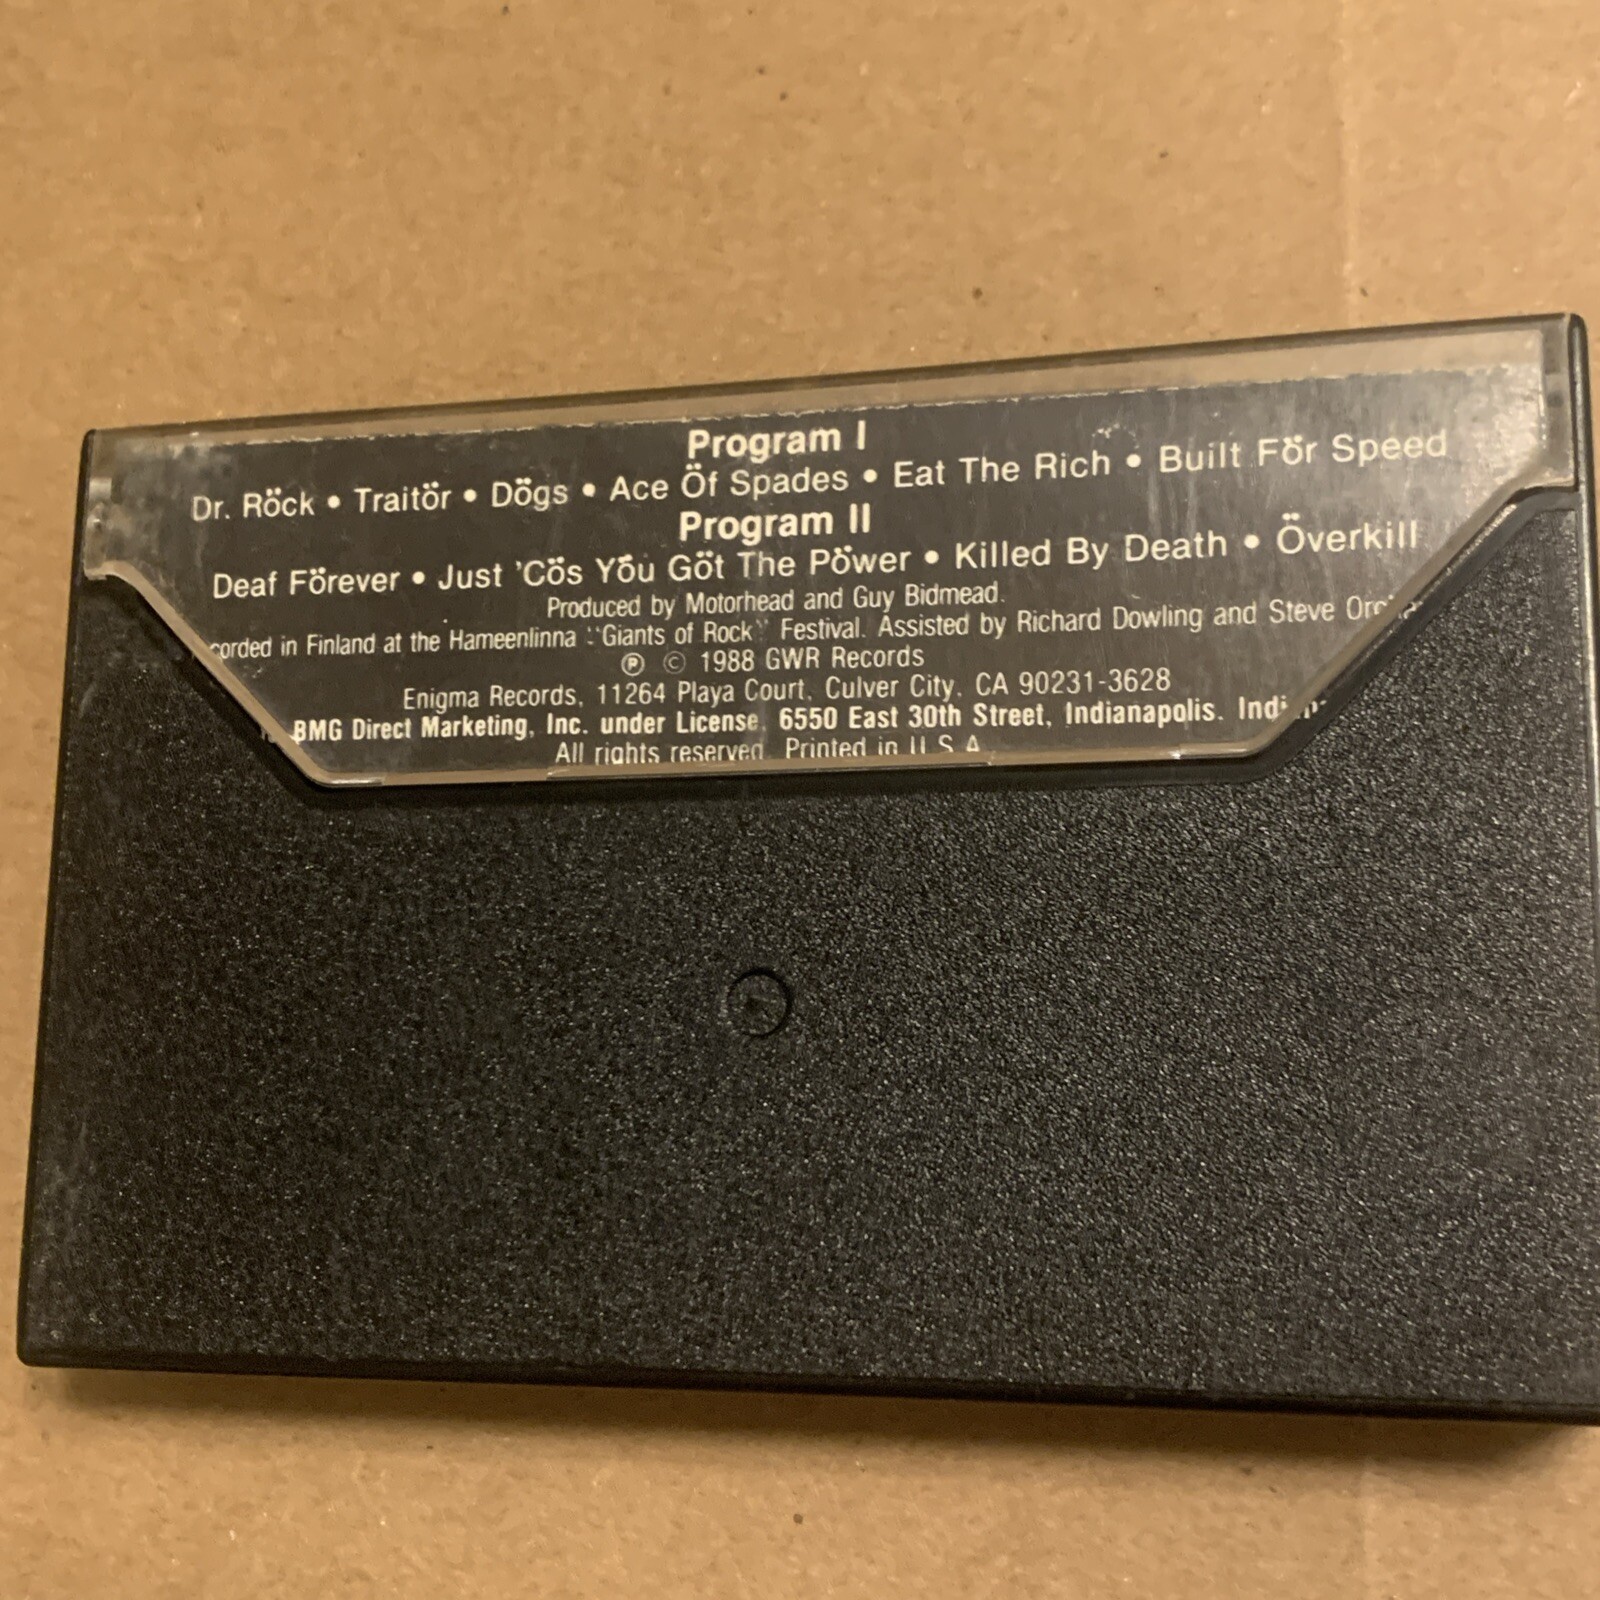 Program I
Dr. Röck • Traitör • Dögs • Ace Öf Spades • Eat The Rich • Built För Speed
Program II
Deaf Förever • Just 'Cös Yöu Göt The Pöwer • Killed By Death • Överkill
Produced by Motorhead and Guy Bidmead.
corded in Finland at the Hameenlinna "Giants of Rock" Festival. Assisted by Richard Dowling and Steve
Ⓟ © 1988 GWR Records
Enigma Records, 11264 Playa Court, Culver City, CA 90231-3628
BMG Direct Marketing, Inc. under License, 6550 East 30th Street, Indianapolis.
All rights reserved. Printed in U.S.A.